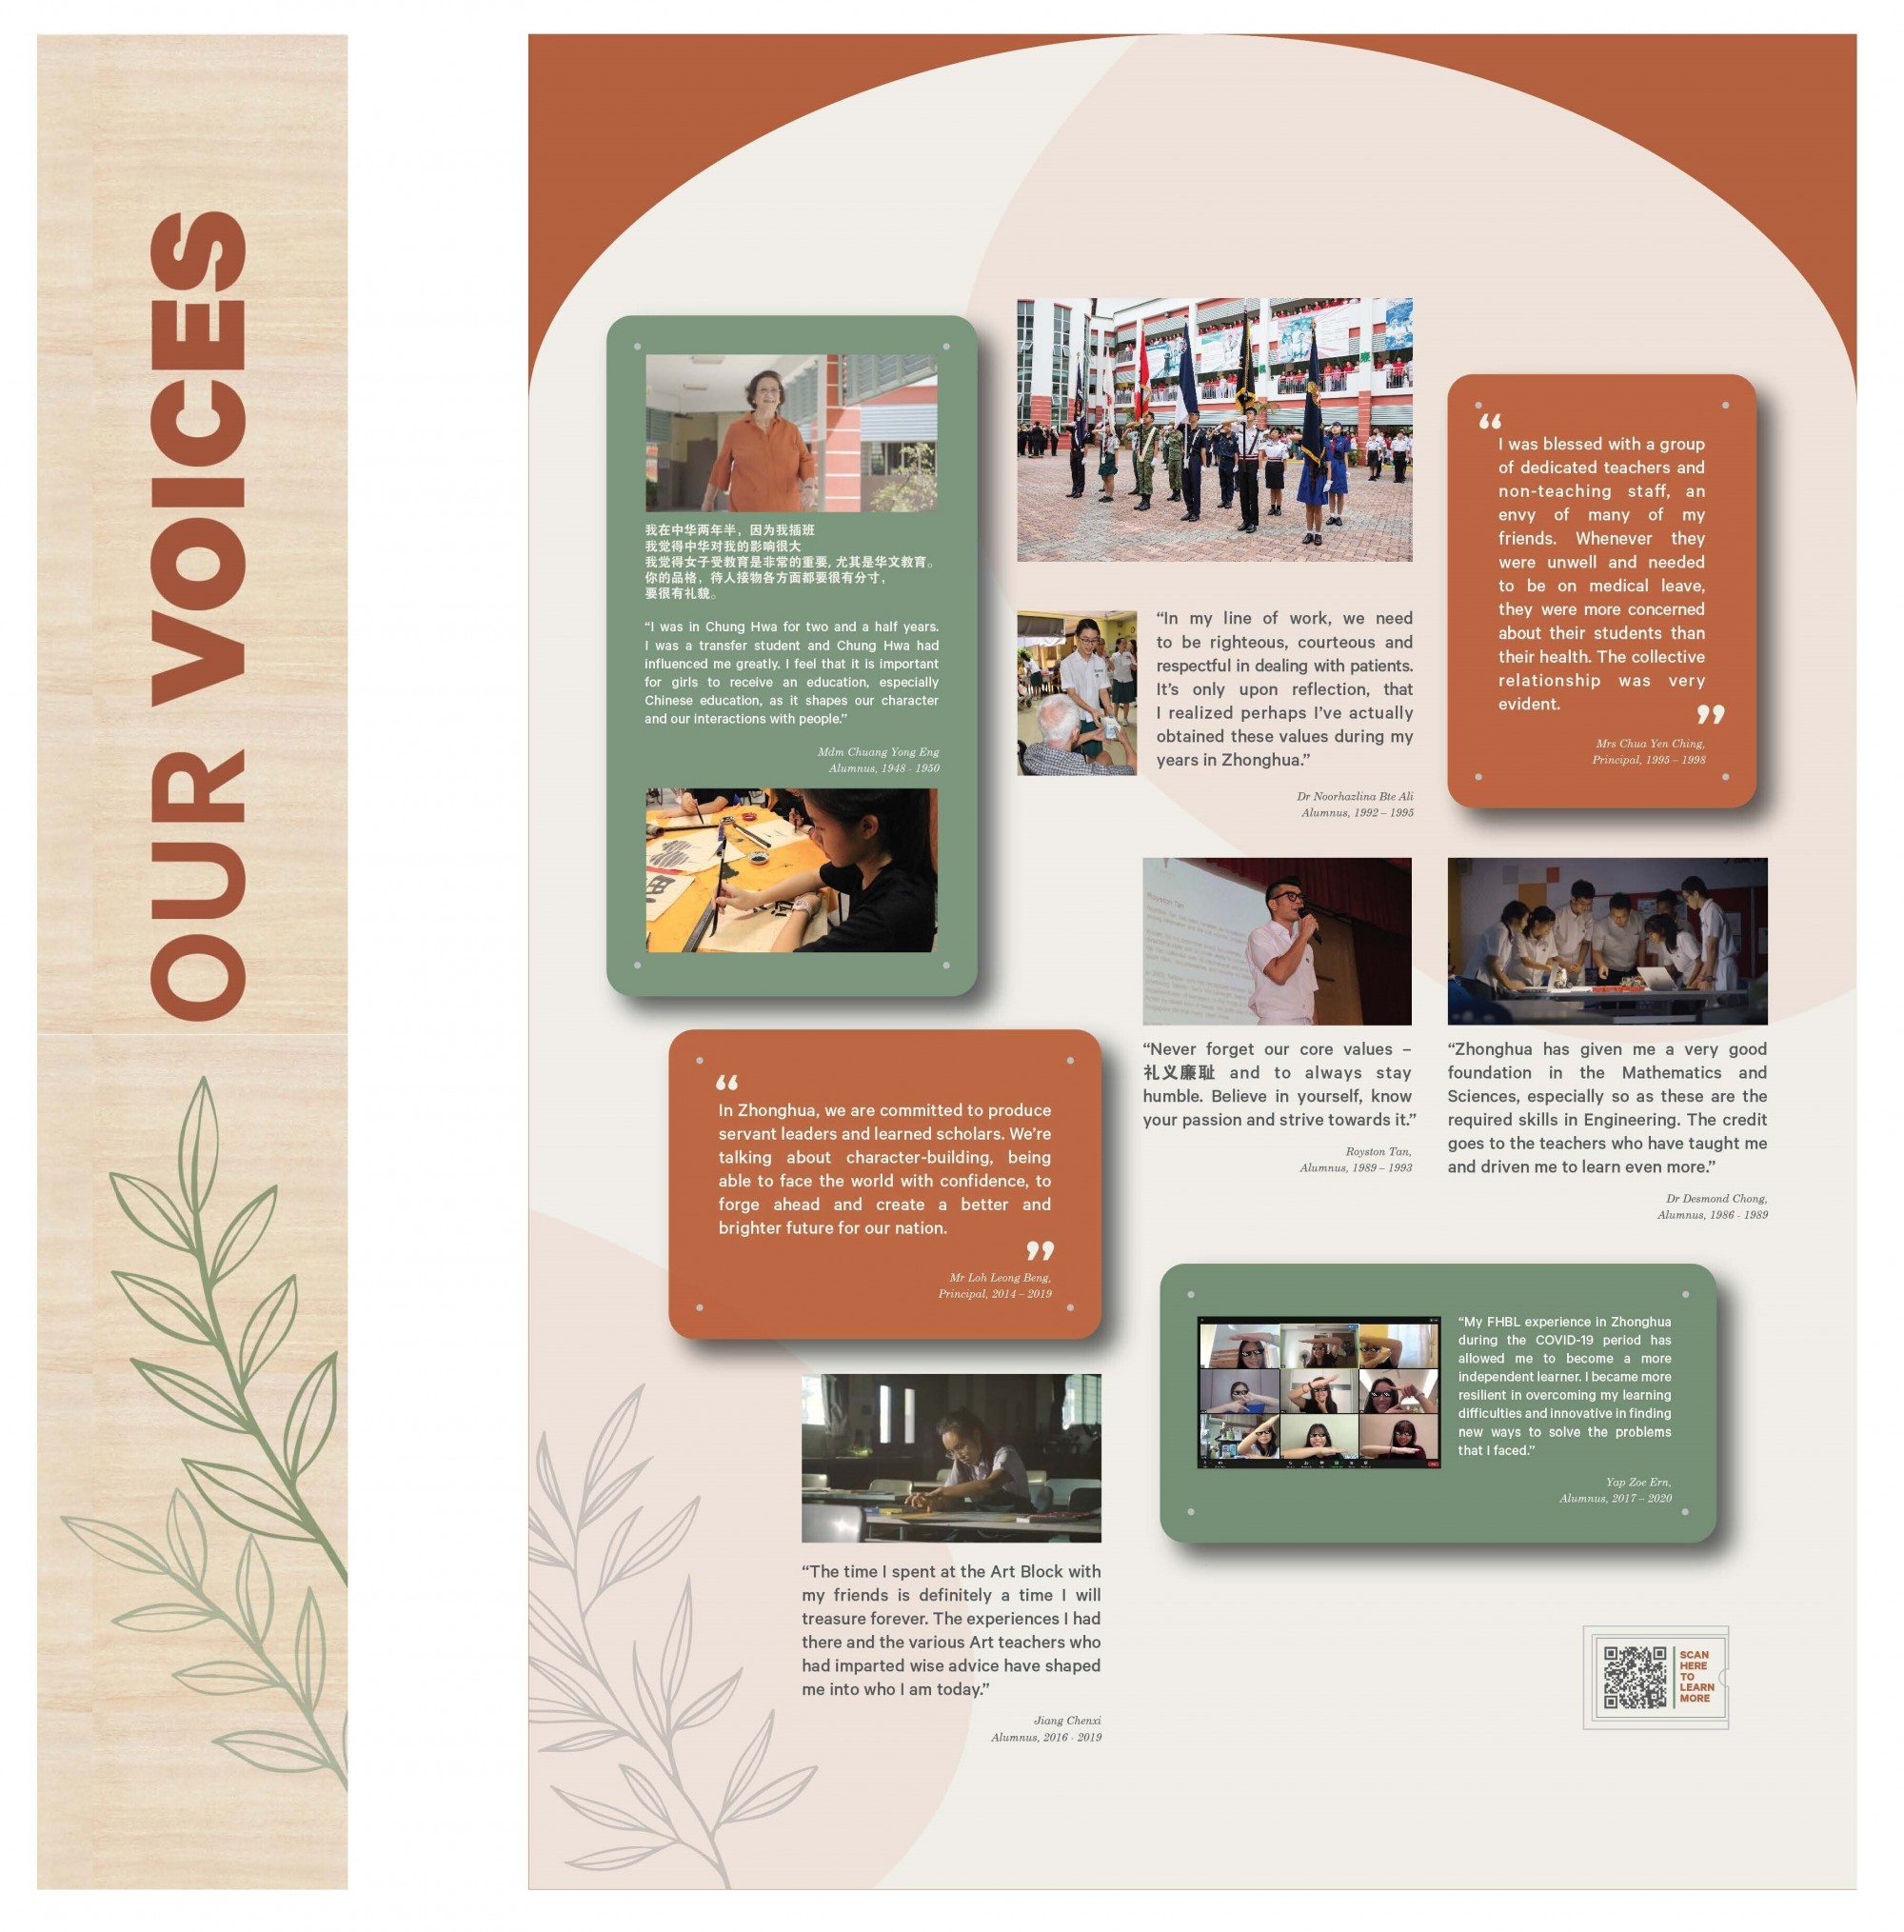 OUR VOICES
我在中华两年半，因为我插班
我觉得中华对我的影响很大
我觉得女子受教育是非常的重要, 尤其是华文教育。
你的品格，待人接物各方面都要很有分寸，
要很有礼貌。
“I was in Chung Hwa for two and a half years.
I was a transfer student and Chung Hwa had
influenced me greatly. I feel that it is important
for girls to receive an education, especially
Chinese education, as it shapes our character
and our interactions with people.”
Mdm Chuang Yong Eng
Alumnus, 1948 - 1950
“In my line of work, we need
to be righteous, courteous and
respectful in dealing with patients.
It’s only upon reflection, that
I realized perhaps I’ve actually
obtained these values during my
years in Zhonghua.”
Dr Noorhazlina Bte Ali
Alumnus, 1992 – 1995
“
I was blessed with a group
of dedicated teachers and
non-teaching staff, an
envy of many of my
friends. Whenever they
were unwell and needed
to be on medical leave,
they were more concerned
about their students than
their health. The collective
relationship was very
evident.
”
Mrs Chua Yen Ching,
Principal, 1995 – 1998
Royston Tan
“Never forget our core values –
礼义廉耻 and to always stay
humble. Believe in yourself, know
your passion and strive towards it.”
Royston Tan,
Alumnus, 1989 – 1993
“Zhonghua has given me a very good
foundation in the Mathematics and
Sciences, especially so as these are the
required skills in Engineering. The credit
goes to the teachers who have taught me
and driven me to learn even more.”
Dr Desmond Chong,
Alumnus, 1986 - 1989
“
In Zhonghua, we are committed to produce
servant leaders and learned scholars. We’re
talking about character-building, being
able to face the world with confidence, to
forge ahead and create a better and
brighter future for our nation.
”
Mr Loh Leong Beng,
Principal, 2014 – 2019
“My FHBL experience in Zhonghua
during the COVID-19 period has
allowed me to become a more
independent learner. I became more
resilient in overcoming my learning
difficulties and innovative in finding
new ways to solve the problems
that I faced.”
Yap Zoe Ern,
Alumnus, 2017 – 2020
“The time I spent at the Art Block with
my friends is definitely a time I will
treasure forever. The experiences I had
there and the various Art teachers who
had imparted wise advice have shaped
me into who I am today.”
Jiang Chenxi
Alumnus, 2016 - 2019
SCAN
HERE
TO
LEARN
MORE